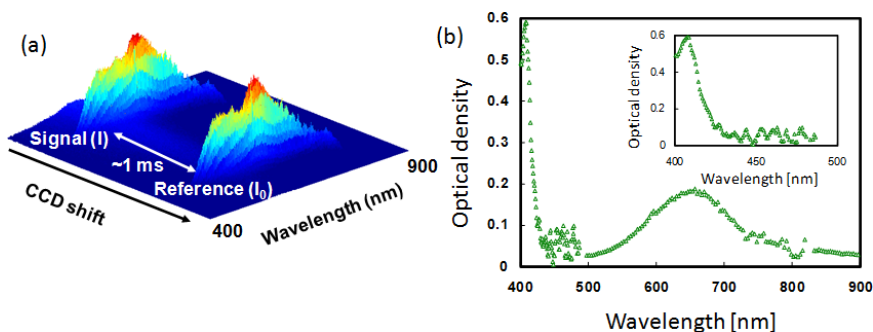 (a)
Signal (I)
~1 ms
Reference (I0)
CCD shift
400
Wavelength (nm)
900
(b)
Optical density
0.6
0.5
0.4
0.3
0.2
0.1
0
400
500
600
700
800
900
Wavelength [nm]
Optical density
0.6
0.4
0.2
0
400
450
500
Wavelength [nm]